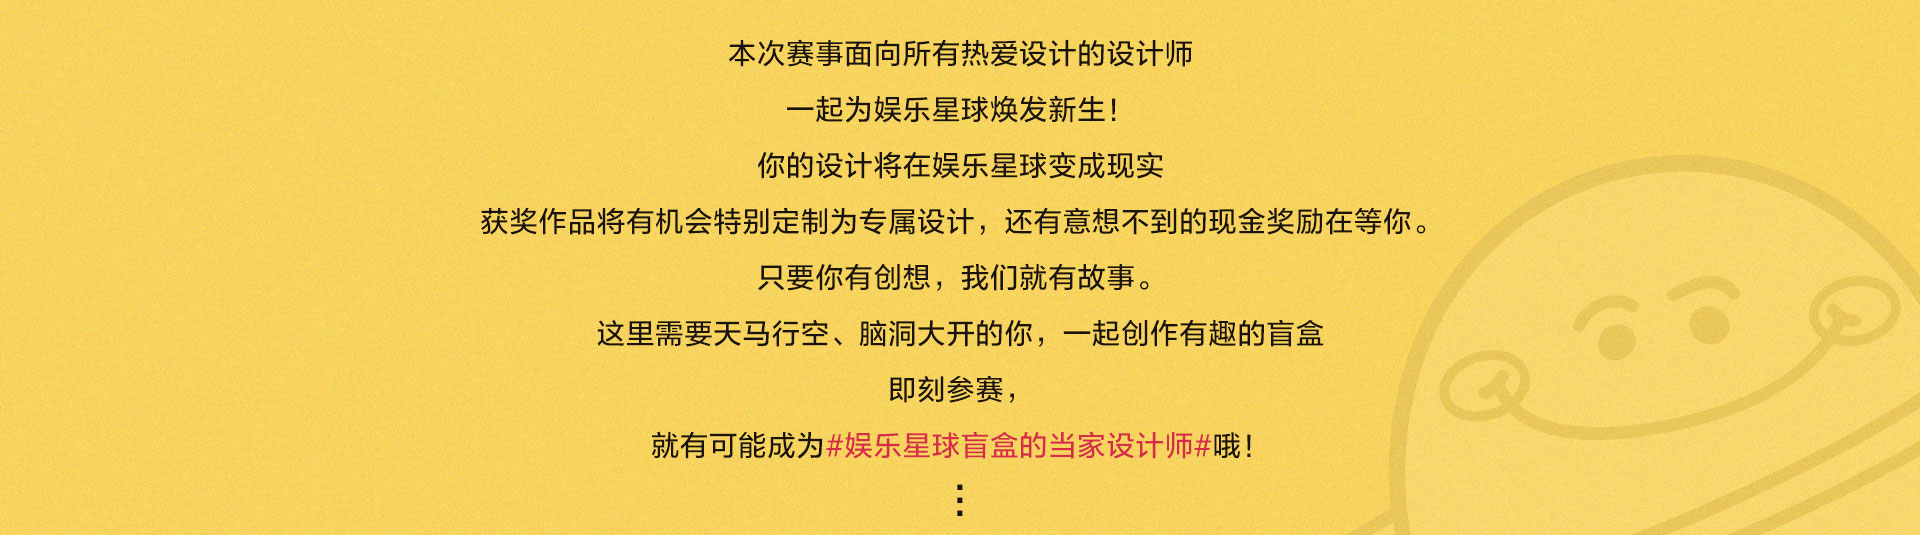 本次赛事面向所有热爱设计的设计师
一起为娱乐星球焕发新生！
你的设计将在娱乐星球变成现实
获奖作品将有机会特别定制为专属设计，还有意想不到的现金奖励在等你。
只要你有创想，我们就有故事。
这里需要天马行空、脑洞大开的你，一起创作有趣的盲盒
即刻参赛，
就有可能成为#娱乐星球盲盒的当家设计师#哦！